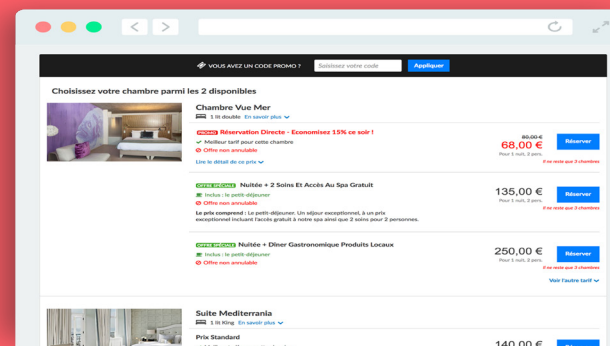 VOUS AVEZ UN CODE PROMO ?
Saisissez votre code
Appliquer
Choisissez votre chambre parmi les 2 disponibles
Chambre Vue Mer
1 lit double En savoir plus
PROMO Réservation Directe - Economisez 15% ce soir !
Meilleur tarif pour cette chambre
Offre non annulable
Lire le détail de ce prix
80,00 €
68,00 €
Pour 1 nuit, 2 pers.
Réserver
Il ne reste que 3 chambres
OFFRE SPÉCIALE Nuitée + 2 Soins Et Accès Au Spa Gratuit
Inclus : le petit-déjeuner
Offre non annulable
Le prix comprend : Le petit-déjeuner. Un séjour exceptionnel, à un prix
exceptionnel incluant l'accès gratuit à notre spa ainsi que 2 soins pour 2 personnes.
135,00 €
Pour 1 nuit, 2 pers.
Réserver
Il ne reste que 3 chambres
OFFRE SPÉCIALE Nuitée + Dîner Gastronomique Produits Locaux
Inclus : le petit-déjeuner
Offre non annulable
250,00 €
Pour 1 nuit, 2 pers.
Réserver
Il ne reste que 3 chambres
Voir l'autre tarif
Suite Mediterrania
1 lit King En savoir plus
Prix Standard
140,00 €